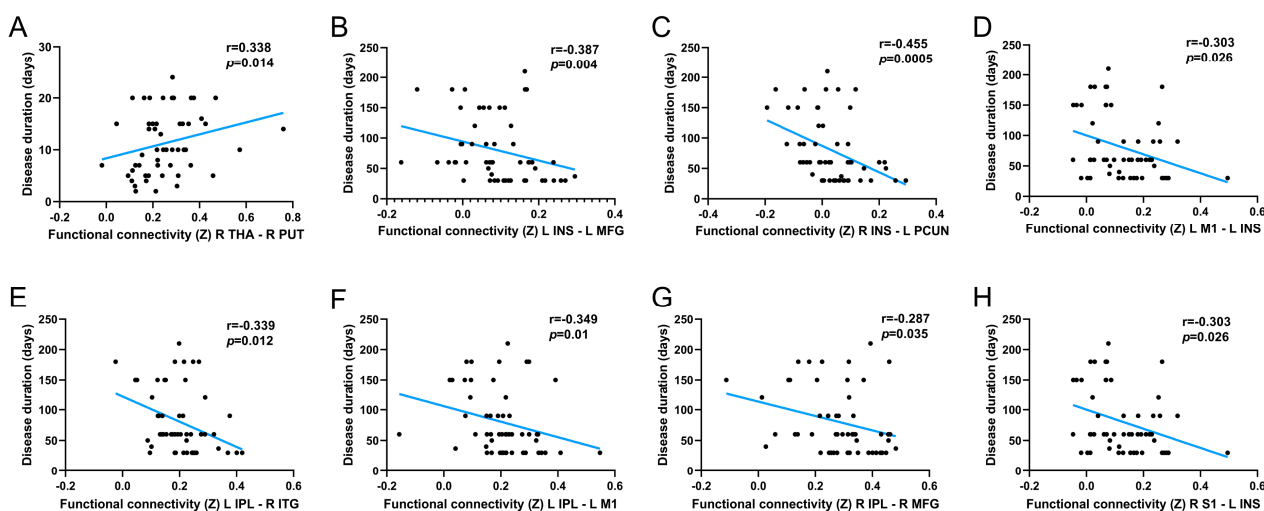 A
r=0.338
p=0.014
Disease duration (days)
30
20
10
0
-0.2 0.0 0.2 0.4 0.6 0.8
Functional connectivity (Z) R THA - R PUT
B
r=-0.387
p=0.004
Disease duration (days)
250
200
150
100
50
0
-0.2 0.0 0.2 0.4
Functional connectivity (Z) L INS - L MFG
C
r=-0.455
p=0.0005
Disease duration (days)
250
200
150
100
50
0
-0.4 -0.2 0.0 0.2 0.4
Functional connectivity (Z) R INS - L PCUN
D
r=-0.303
p=0.026
Disease duration (days)
250
200
150
100
50
0
-0.2 0.0 0.2 0.4 0.6
Functional connectivity (Z) L M1 - L INS
E
r=-0.339
p=0.012
Disease duration (days)
250
200
150
100
50
0
-0.2 0.0 0.2 0.4 0.6
Functional connectivity (Z) L IPL - R ITG
F
r=-0.349
p=0.01
Disease duration (days)
250
200
150
100
50
0
-0.2 0.0 0.2 0.4 0.6
Functional connectivity (Z) L IPL - L M1
G
r=-0.287
p=0.035
Disease duration (days)
250
200
150
100
50
0
-0.2 0.0 0.2 0.4 0.6
Functional connectivity (Z) R IPL - R MFG
H
r=-0.303
p=0.026
Disease duration (days)
250
200
150
100
50
0
-0.2 0.0 0.2 0.4 0.6
Functional connectivity (Z) R S1 - L INS